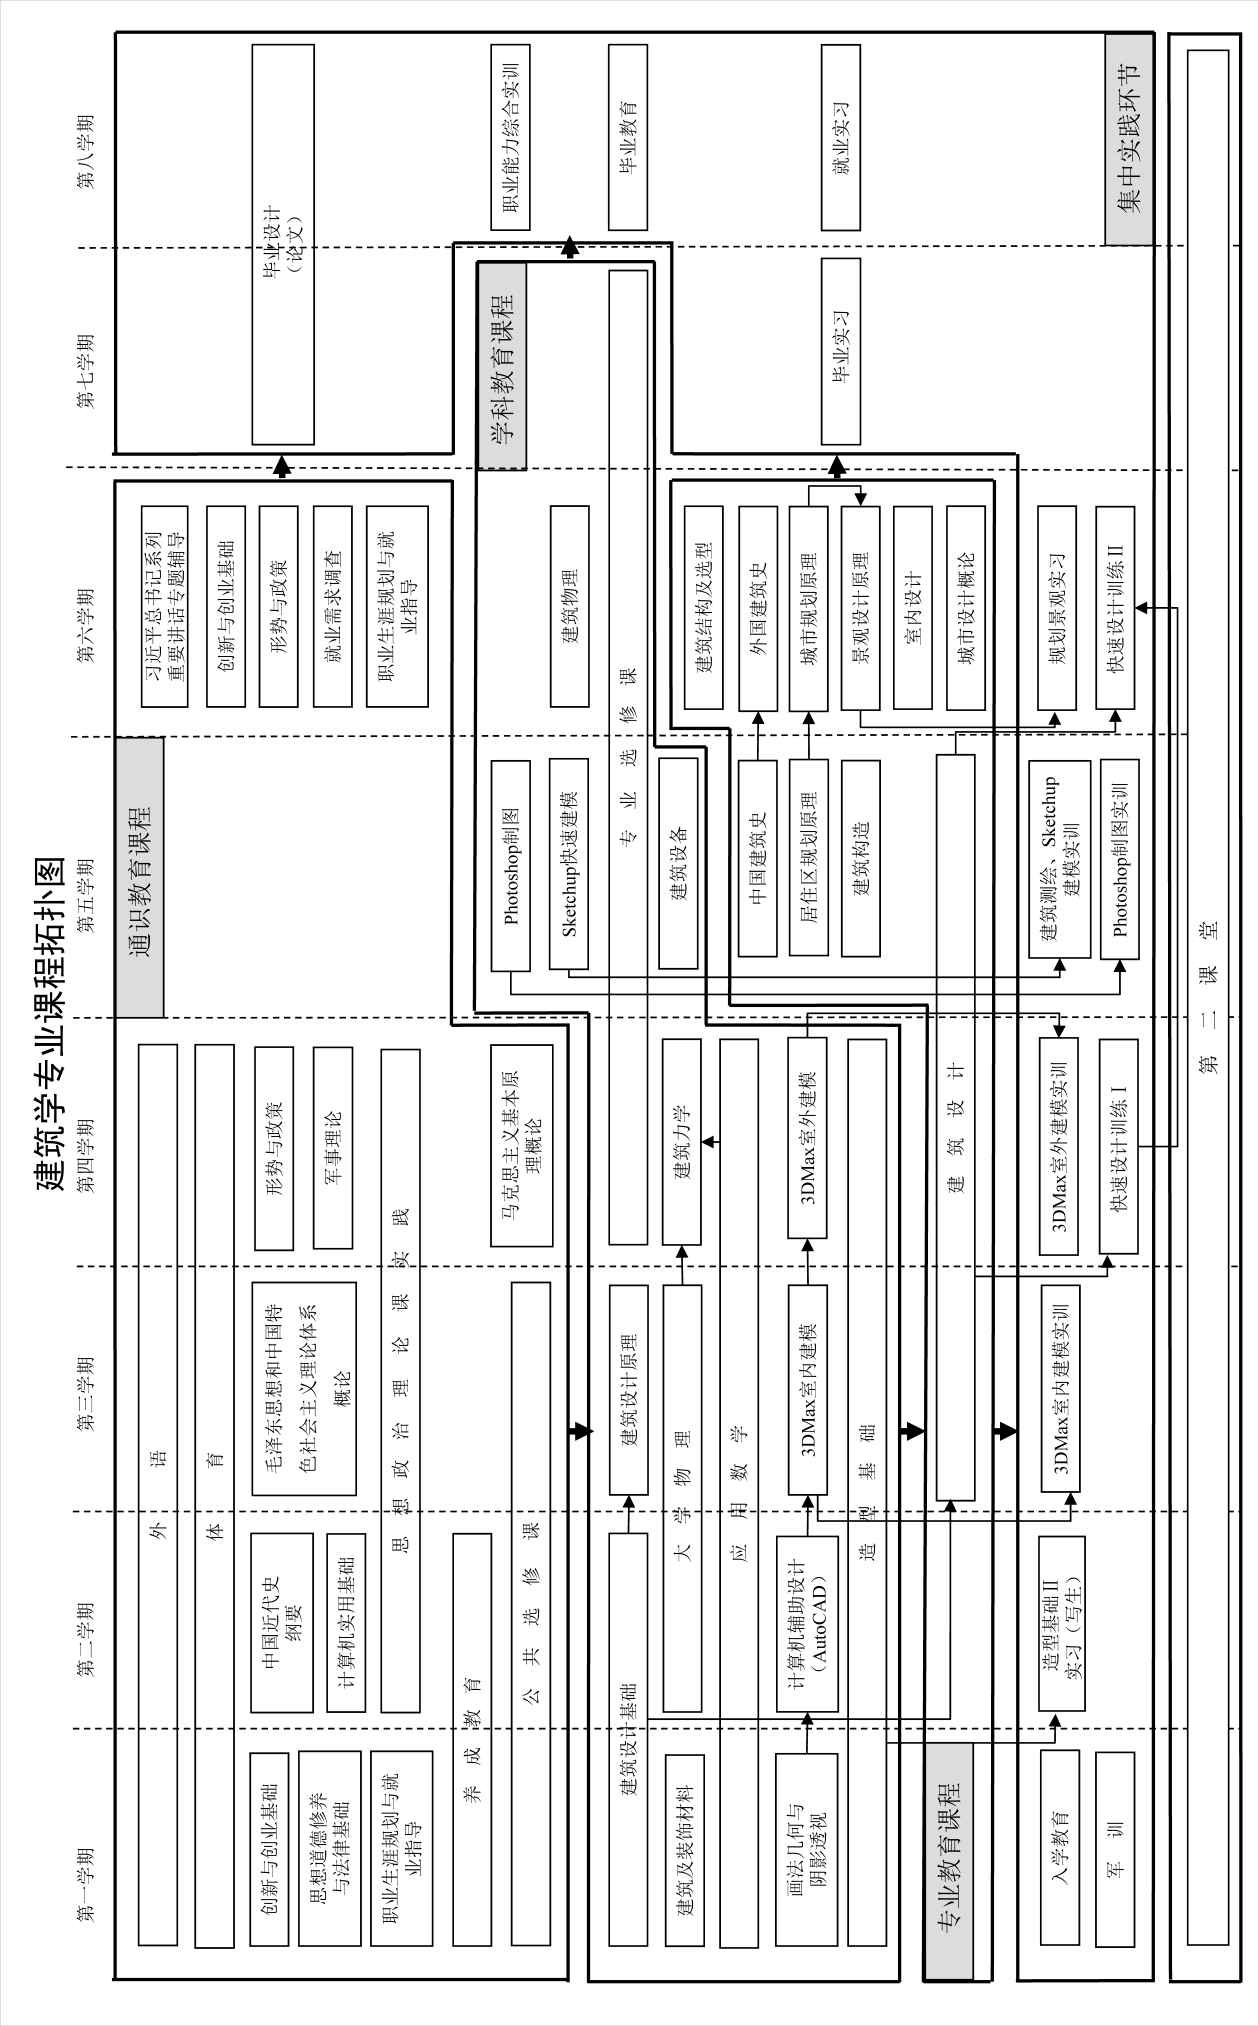 建筑学专业课程拓扑图
第一学期
第二学期
第三学期
第四学期
第五学期
第六学期
第七学期
第八学期
通识教育课程
外语
体育
创新与创业基础
思想道德修养
与法律基础
职业生涯规划与就
业指导
中国近代史
纲要
计算机实用基础
毛泽东思想和中国特
色社会主义理论体系
概论
形势与政策
军事理论
思想政治理论课实践
养成教育
公共选修课
马克思主义基本原
理概论
习近平总书记系列
重要讲话专题辅导
创新与创业基础
形势与政策
就业需求调查
职业生涯规划与就
业指导
毕业设计
（论文）
学科教育课程
建筑设计基础
建筑设计原理
专业选修课
Photoshop制图
Sketchup快速建模
建筑物理
建筑设备
建筑及装饰材料
大学物理
建筑力学
应用数学
画法几何与
阴影透视
计算机辅助设计
（AutoCAD）
3DMax室内建模
3DMax室外建模
造型基础
专业教育课程
建筑设计
中国建筑史
居住区规划原理
建筑构造
建筑结构及选型
外国建筑史
城市规划原理
景观设计原理
室内设计
城市设计概论
集中实践环节
入学教育
军训
造型基础Ⅱ
实习（写生）
3DMax室内建模实训
3DMax室外建模实训
快速设计训练Ⅰ
建筑测绘、Sketchup
建模实训
Photoshop制图实训
规划景观实习
快速设计训练Ⅱ
毕业实习
职业能力综合实训
毕业教育
就业实习
第二课堂